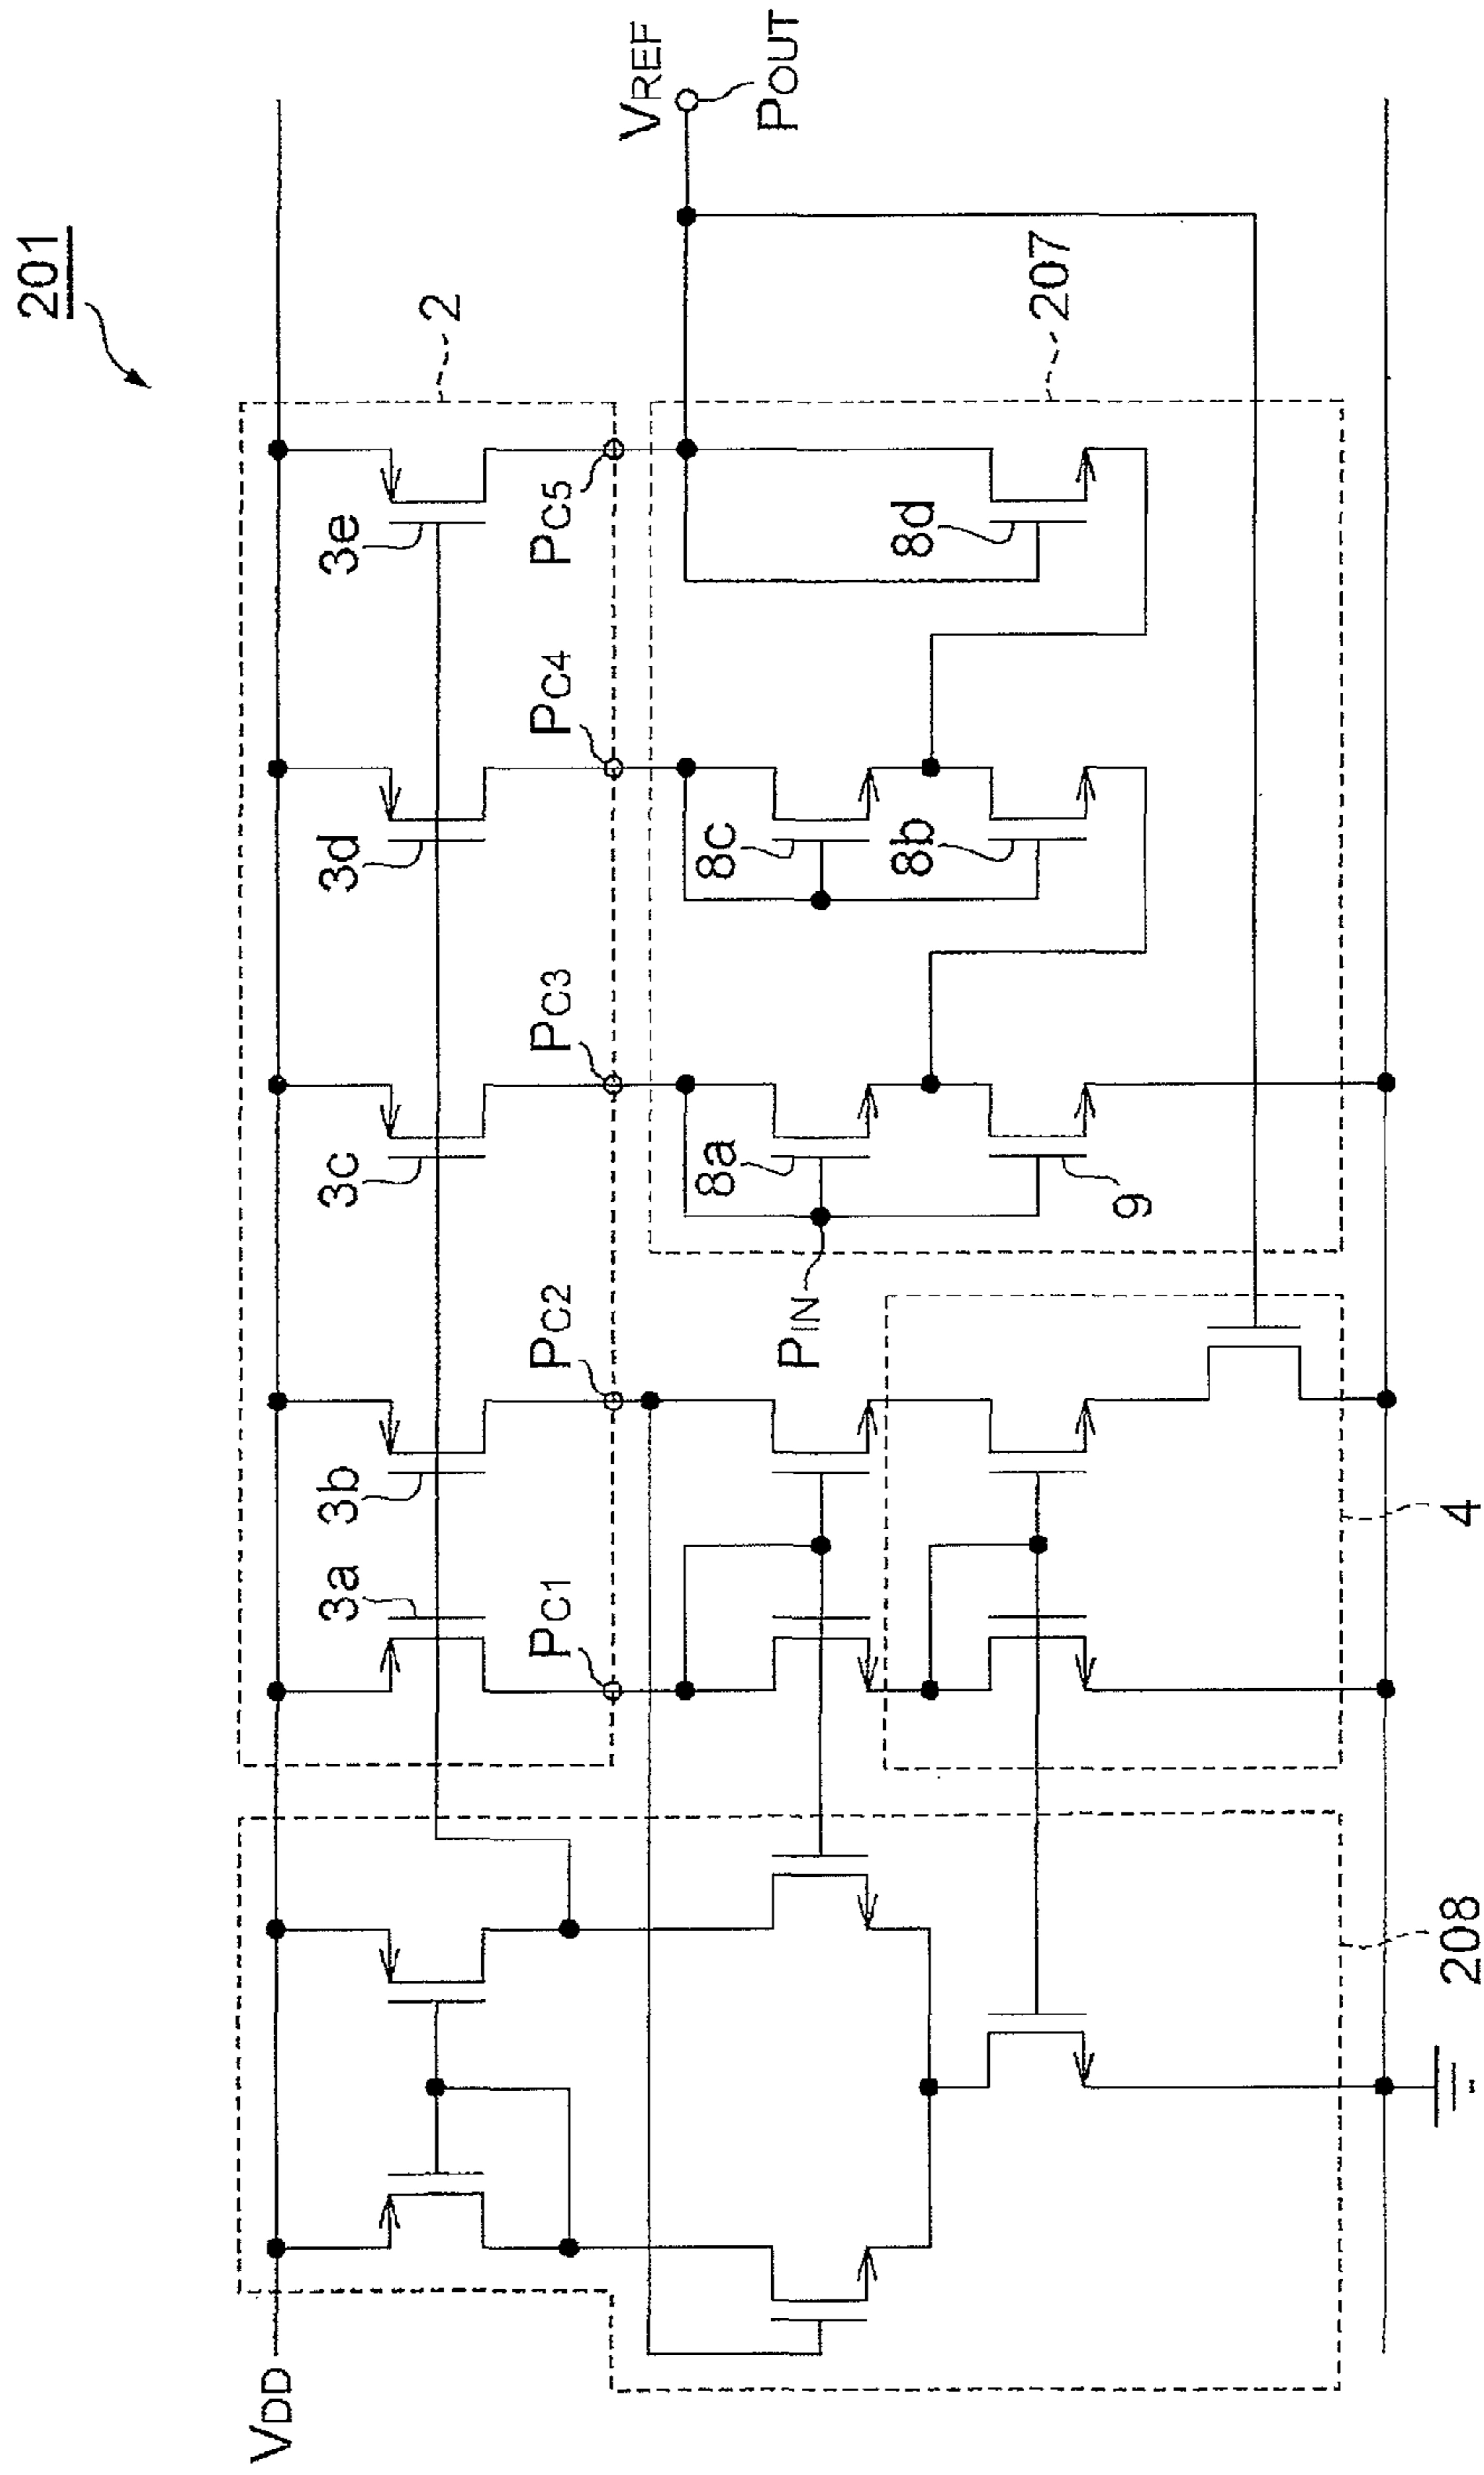 201
2
3a
3b
3c
3d
3e
PC1
PC2
PC3
PC4
PC5
VREF
POUT
VDD
PIN
8a
8c
8b
8d
9
207
4
208